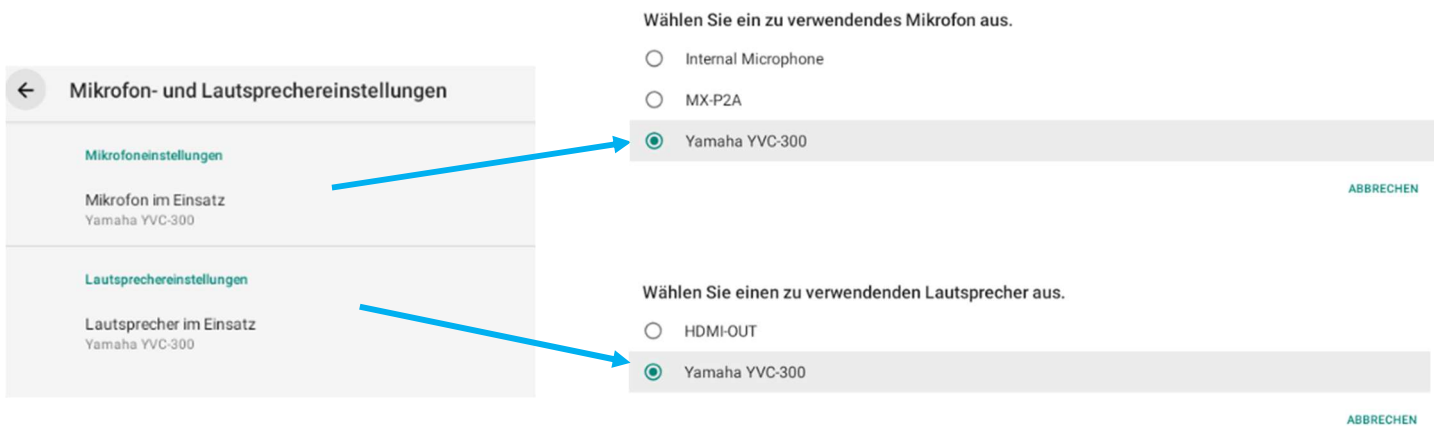 Mikrofon- und Lautsprechereinstellungen
Mikrofoneinstellungen
Mikrofon im Einsatz
Yamaha YVC-300
Lautsprechereinstellungen
Lautsprecher im Einsatz
Yamaha YVC-300
Wählen Sie ein zu verwendendes Mikrofon aus.
Internal Microphone
MX-P2A
Yamaha YVC-300
ABBRECHEN
Wählen Sie einen zu verwendenden Lautsprecher aus.
HDMI-OUT
Yamaha YVC-300
ABBRECHEN